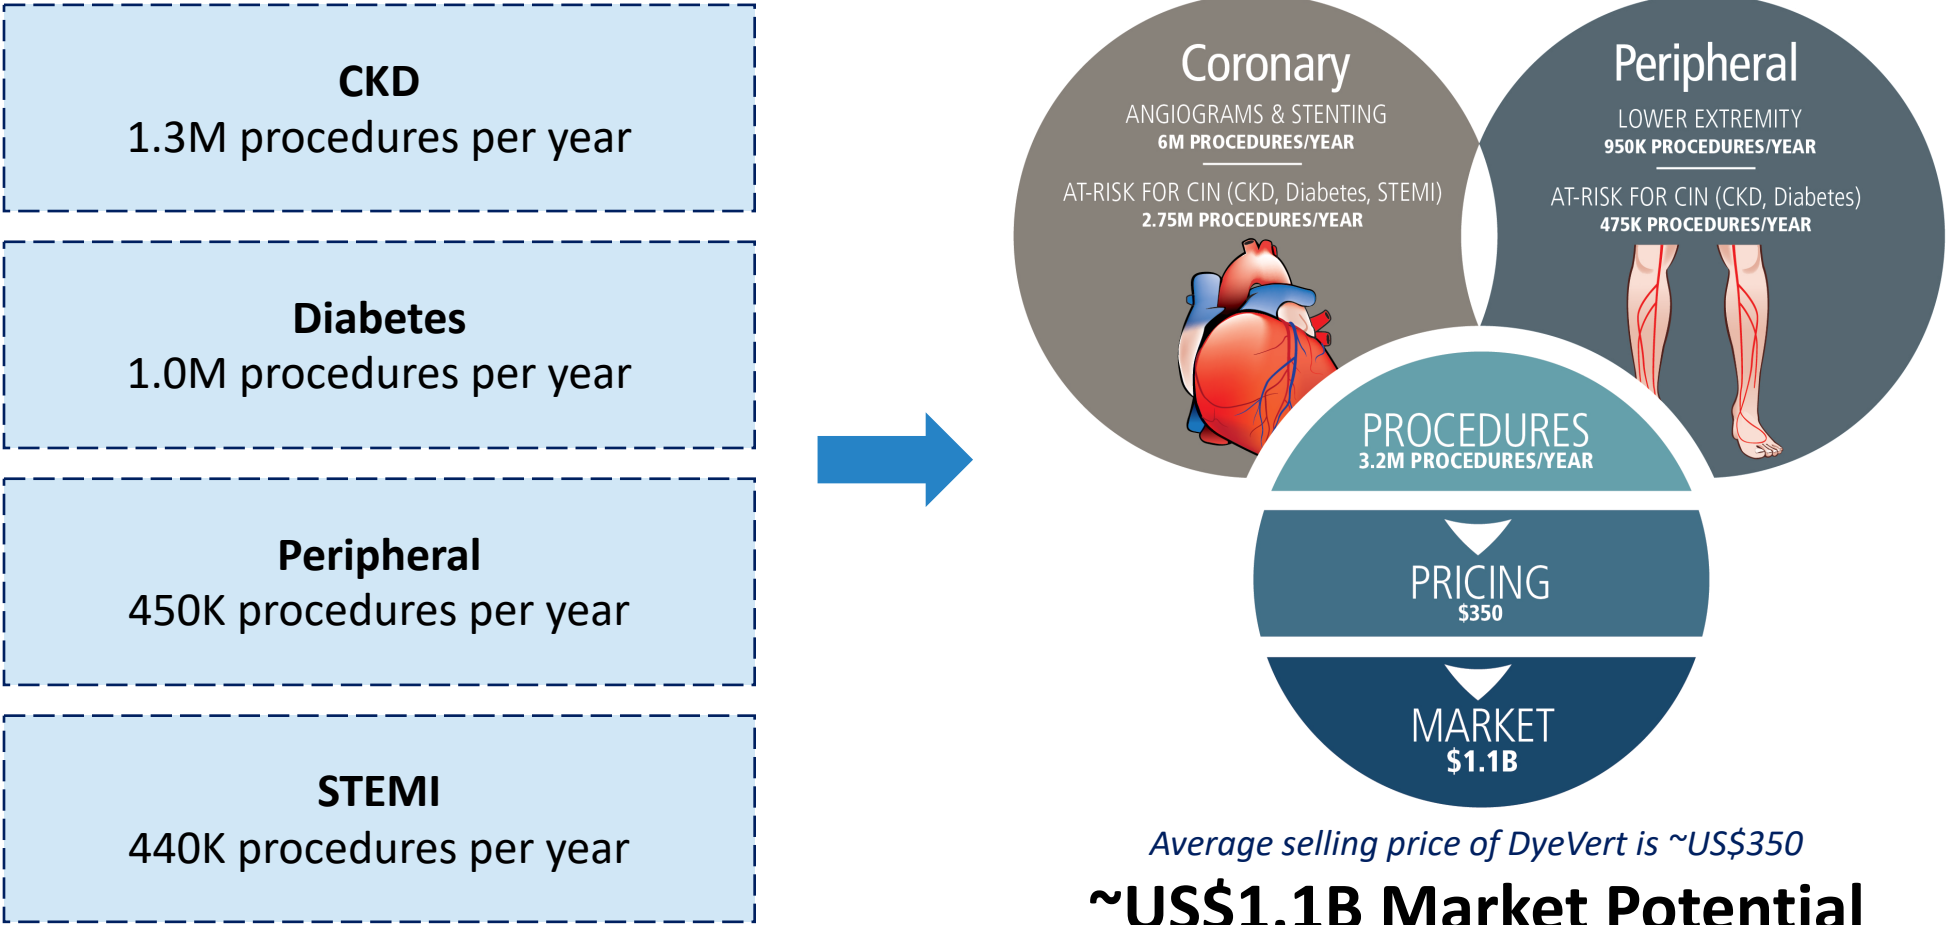 CKD
1.3M procedures per year
Diabetes
1.0M procedures per year
Peripheral
450K procedures per year
STEMI
440K procedures per year
Coronary
ANGIOGRAMS & STENTING
6M PROCEDURES/YEAR
AT-RISK FOR CIN (CKD, Diabetes, STEMI)
2.75M PROCEDURES/YEAR
Peripheral
LOWER EXTREMITY
950K PROCEDURES/YEAR
AT-RISK FOR CIN (CKD, Diabetes)
475K PROCEDURES/YEAR
PROCEDURES
3.2M PROCEDURES/YEAR
PRICING
$350
MARKET
$1.1B
Average selling price of DyeVert is ~US$350
~US$1.1B Market Potential